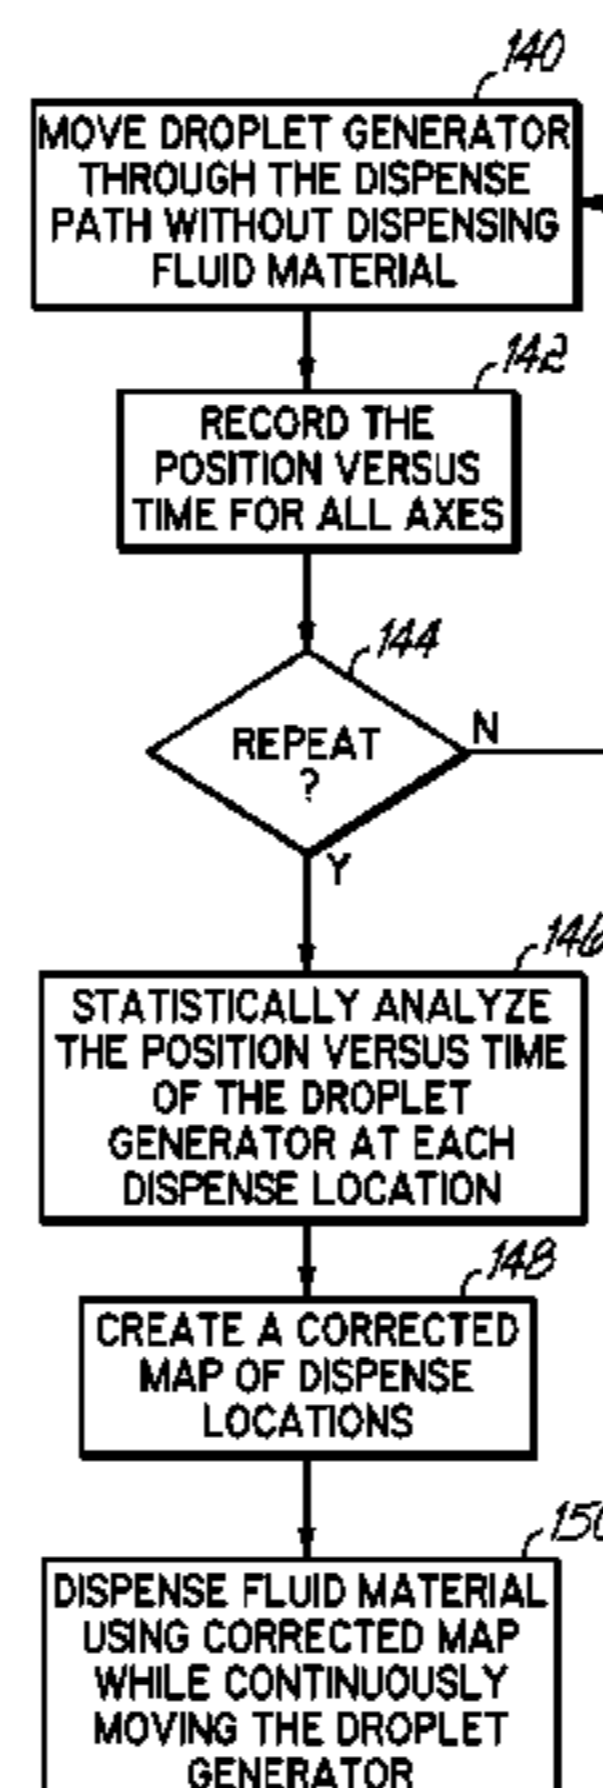 140
MOVE DROPLET GENERATOR
THROUGH THE DISPENSE
PATH WITHOUT DISPENSING
FLUID MATERIAL
142
RECORD THE
POSITION VERSUS
TIME FOR ALL AXES
144
REPEAT
?
N
Y
146
STATISTICALLY ANALYZE
THE POSITION VERSUS TIME
OF THE DROPLET
GENERATOR AT EACH
DISPENSE LOCATION
148
CREATE A CORRECTED
MAP OF DISPENSE
LOCATIONS
150
DISPENSE FLUID MATERIAL
USING CORRECTED MAP
WHILE CONTINUOUSLY
MOVING THE DROPLET
GENERATOR